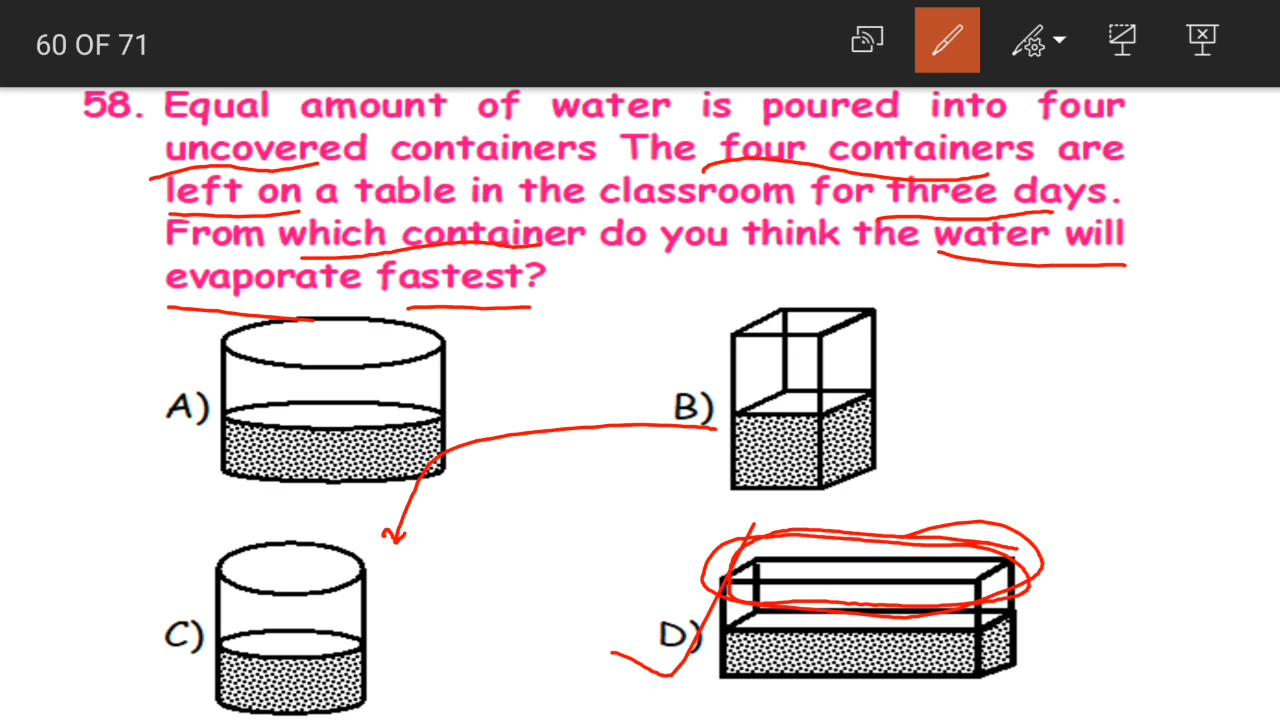 60 OF 71
58. Equal amount of water is poured into four
uncovered containers The four containers are
left on a table in the classroom for three days.
From which container do you think the water will
evaporate fastest?
A)
B)
C)
D)